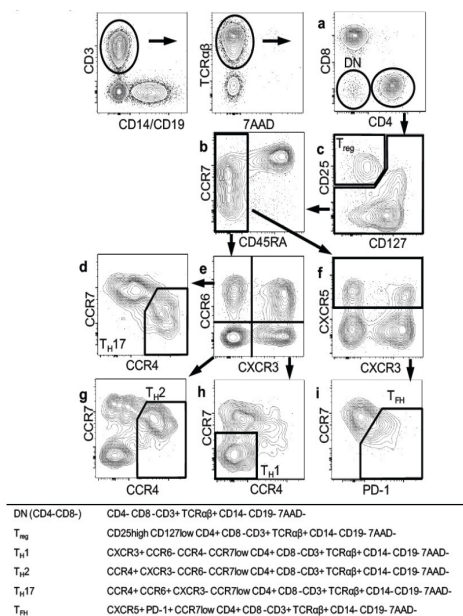 a
CD3
TCRαβ
CD8
DN
CD14/CD19
7AAD
CD4
b
c
CCR7
Treg
CD25
CD45RA
CD127
d
e
f
CCR7
CCR6
CXCR5
TH17
CCR4
CXCR3
CXCR3
g
h
i
TH2
TFH
CCR7
CCR7
CCR7
TH1
CCR4
CCR4
PD-1
DN (CD4-CD8-) CD4- CD8 -CD3+ TCRαβ+ CD14- CD19- 7AAD-
Treg CD25high CD127low CD4+ CD8 -CD3+ TCRαβ+ CD14- CD19- 7AAD-
TH1 CXCR3+ CCR6- CCR4- CCR7low CD4+ CD8 -CD3+ TCRαβ+ CD14- CD19- 7AAD-
TH2 CCR4+ CXCR3- CCR6- CCR7low CD4+ CD8 -CD3+ TCRαβ+ CD14- CD19- 7AAD-
TH17 CCR4+ CCR6+ CXCR3- CCR7low CD4+ CD8 -CD3+ TCRαβ+ CD14- CD19- 7AAD-
TFH CXCR5+ PD-1+ CCR7low CD4+ CD8 -CD3+ TCRαβ+ CD14- CD19- 7AAD-